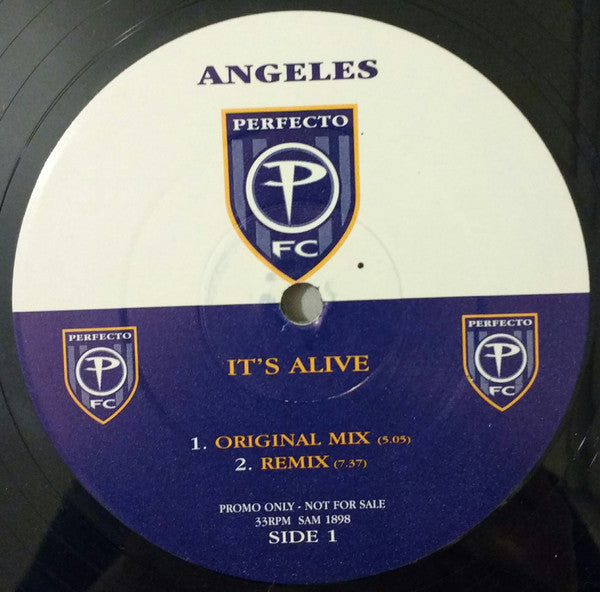 ANGELES
PERFECTO
P
FC
IT'S ALIVE
PERFECTO
P
FC
PERFECTO
P
FC
1. ORIGINAL MIX (5.05)
2. REMIX (7.37)
PROMO ONLY - NOT FOR SALE
33RPM SAM 1898
SIDE 1